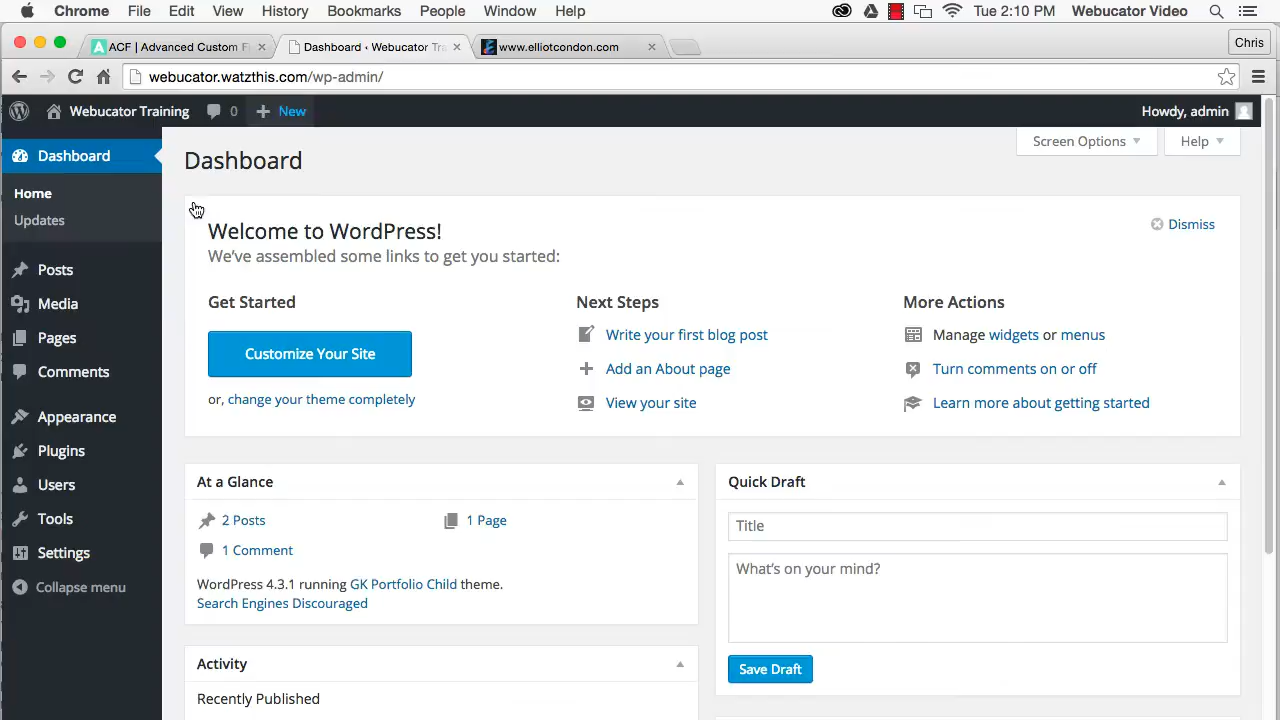 Chrome File Edit View History Bookmarks People Window Help Tue 2:10 PM Webucator Video
ACF | Advanced Custom F
Dashboard ‹ Webucator Tra
www.elliotcondon.com
Chris
webucator.watzthis.com/wp-admin/
Webucator Training 0 New Howdy, admin
Dashboard
Home
Updates
Posts
Media
Pages
Comments
Appearance
Plugins
Users
Tools
Settings
Collapse menu
Screen Options
Help
Dashboard
Welcome to WordPress!
Dismiss
We've assembled some links to get you started:
Get Started
Customize Your Site
or, change your theme completely
Next Steps
Write your first blog post
Add an About page
View your site
More Actions
Manage widgets or menus
Turn comments on or off
Learn more about getting started
At a Glance
2 Posts
1 Page
1 Comment
WordPress 4.3.1 running GK Portfolio Child theme.
Search Engines Discouraged
Activity
Recently Published
Quick Draft
Title
What's on your mind?
Save Draft